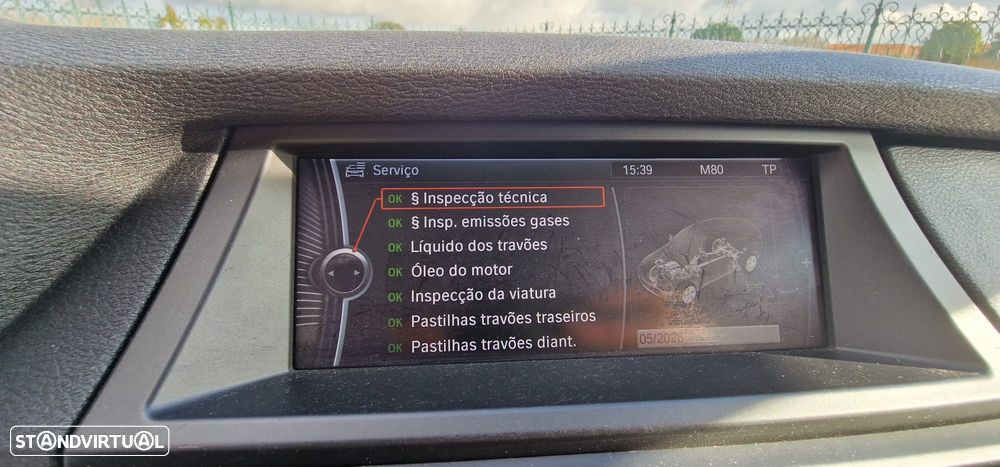 Serviço 15:39 M80 TP
OK § Inspecção técnica
OK § Insp. emissões gases
OK Líquido dos travões
OK Óleo do motor
OK Inspecção da viatura
OK Pastilhas travões traseiros
OK Pastilhas travões diant.
05/2026
STANDVIRTUAL